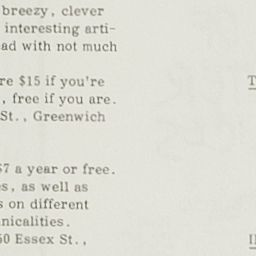 breezy, clever
interesting arti-
ad with not much
re $15 if you're
, free if you are.
St., Greenwich
$7 a year or free.
s, as well as
s on different
nicalities.
50 Essex St.,